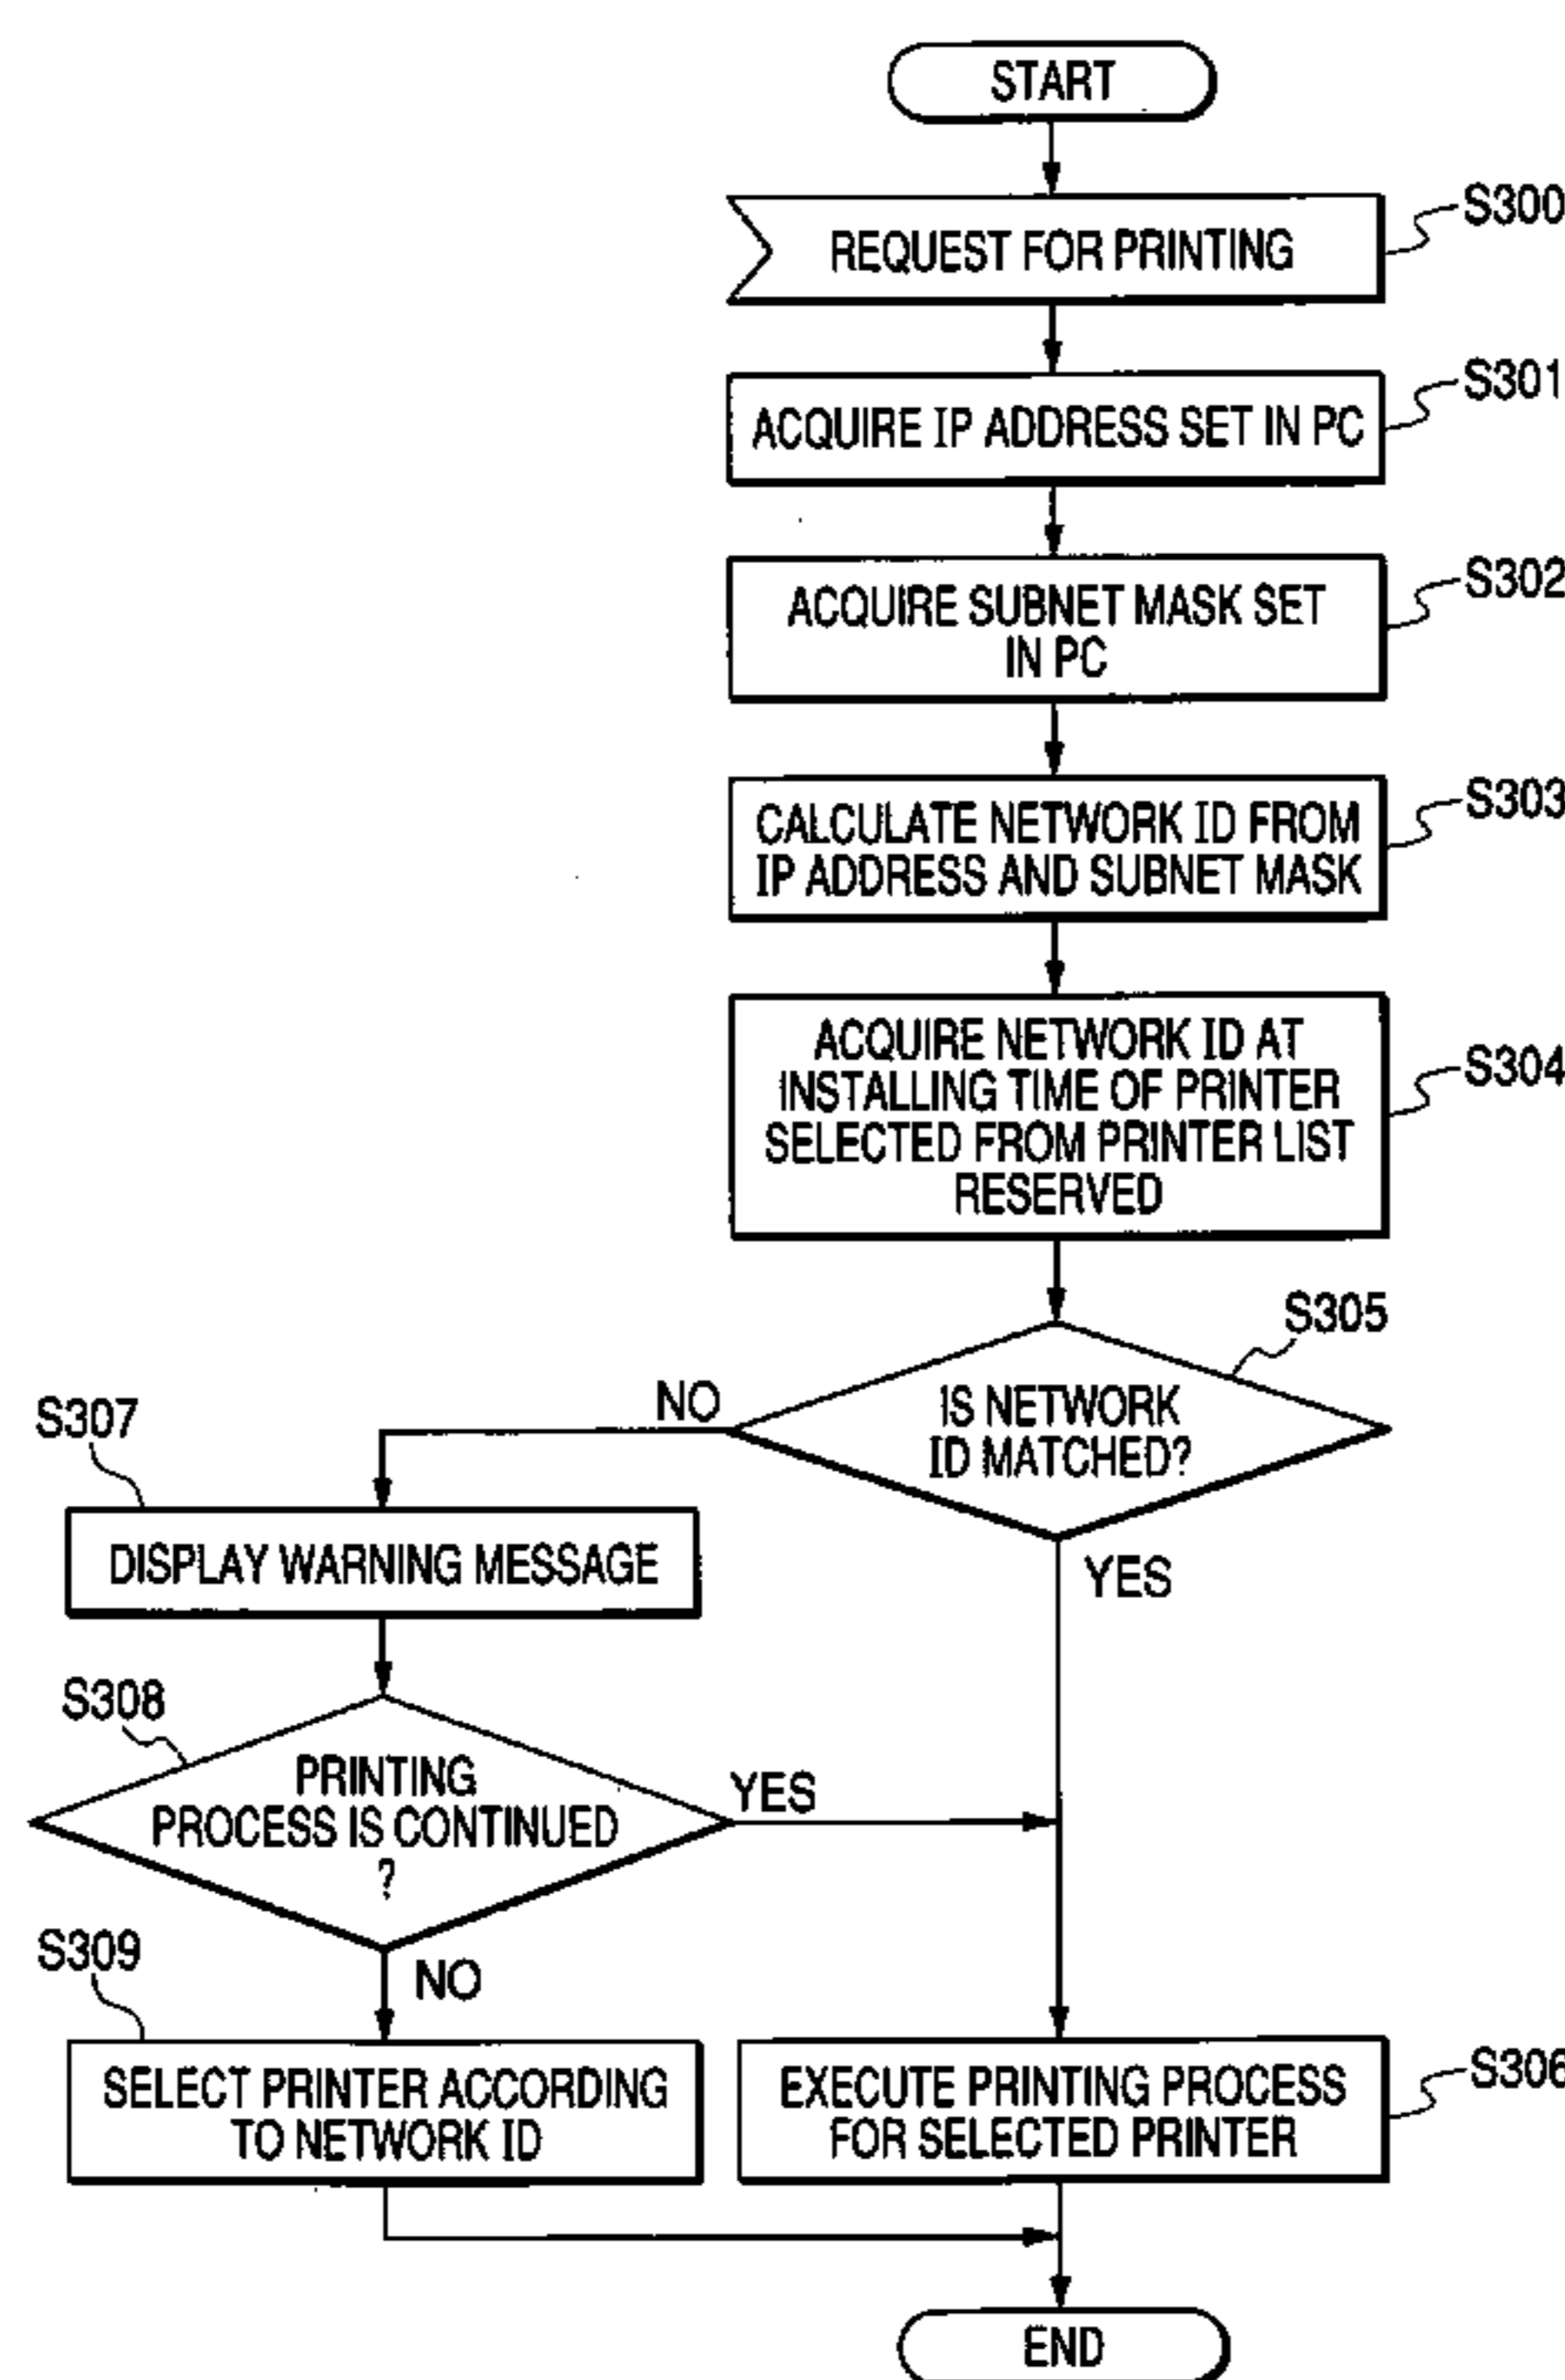 START
REQUEST FOR PRINTING
S300
ACQUIRE IP ADDRESS SET IN PC
S301
ACQUIRE SUBNET MASK SET
IN PC
S302
CALCULATE NETWORK ID FROM
IP ADDRESS AND SUBNET MASK
S303
ACQUIRE NETWORK ID AT
INSTALLING TIME OF PRINTER
SELECTED FROM PRINTER LIST
RESERVED
S304
S305
IS NETWORK
ID MATCHED?
NO
YES
S307
DISPLAY WARNING MESSAGE
S308
PRINTING
PROCESS IS CONTINUED
?
YES
NO
S309
SELECT PRINTER ACCORDING
TO NETWORK ID
EXECUTE PRINTING PROCESS
FOR SELECTED PRINTER
S306
END